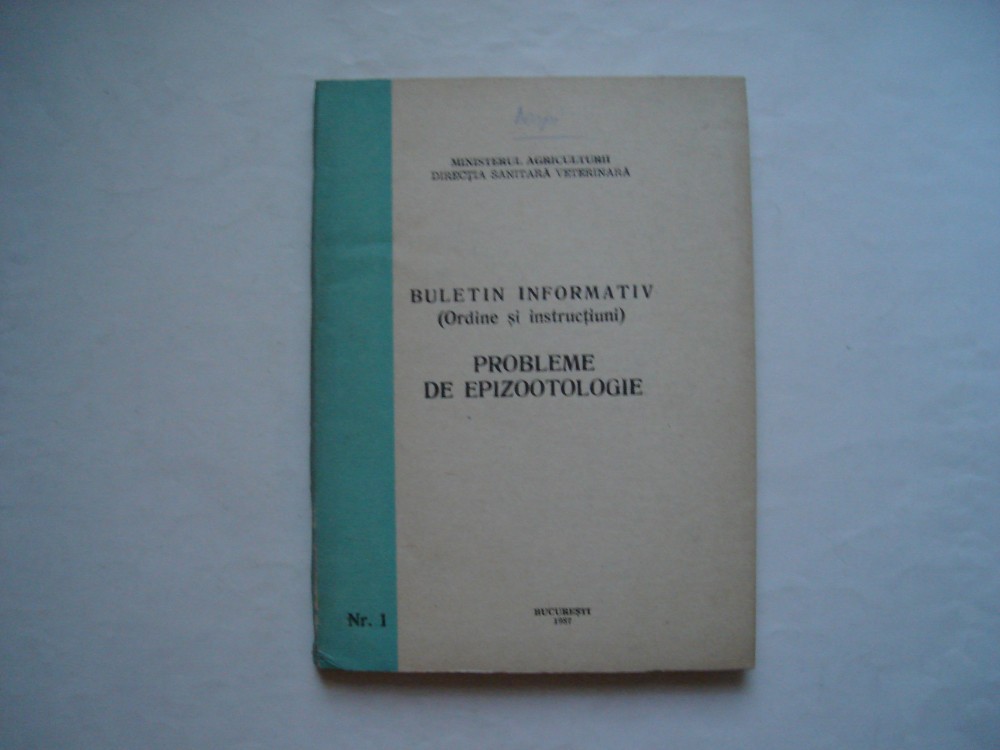 MINISTERUL AGRICULTURII
DIRECȚIA SANITARĂ VETERINARĂ
BULETIN INFORMATIV
(Ordine și instrucțiuni)
PROBLEME
DE EPIZOOTOLOGIE
Nr. 1
BUCUREȘTI